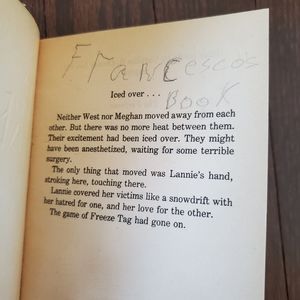 Francesco's
Book
Iced over . . .
Neither West nor Meghan moved away from each
other. But there was no more heat between them.
Their excitement had been iced over. They might
have been anesthetized, waiting for some terrible
surgery.
The only thing that moved was Lannie's hand,
stroking here, touching there.
Lannie covered her victims like a snowdrift with
her hatred for one, and her love for the other.
The game of Freeze Tag had gone on.